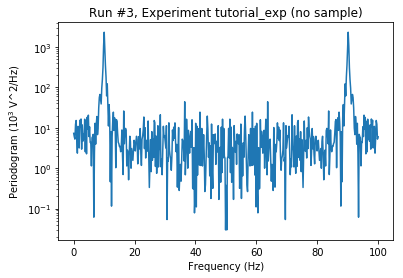 Run #3, Experiment tutorial_exp (no sample)
Periodogram (10³ V^2/Hz)
10³
10²
10¹
10⁰
10⁻¹
0 20 40 60 80 100
Frequency (Hz)